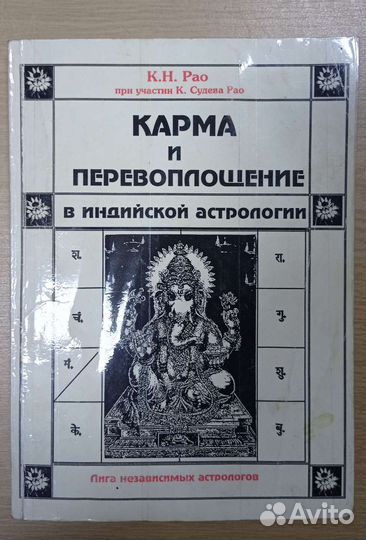 К.Н. Рао
при участии К. Судева Рао
КАРМА
И
ПЕРЕВОПЛОЩЕНИЕ
В ИНДИЙСКОЙ АСТРОЛОГИИ
श. रा.
चं. गु.
मं. शु.
के. बु.
Лига независимых астрологов
Avito